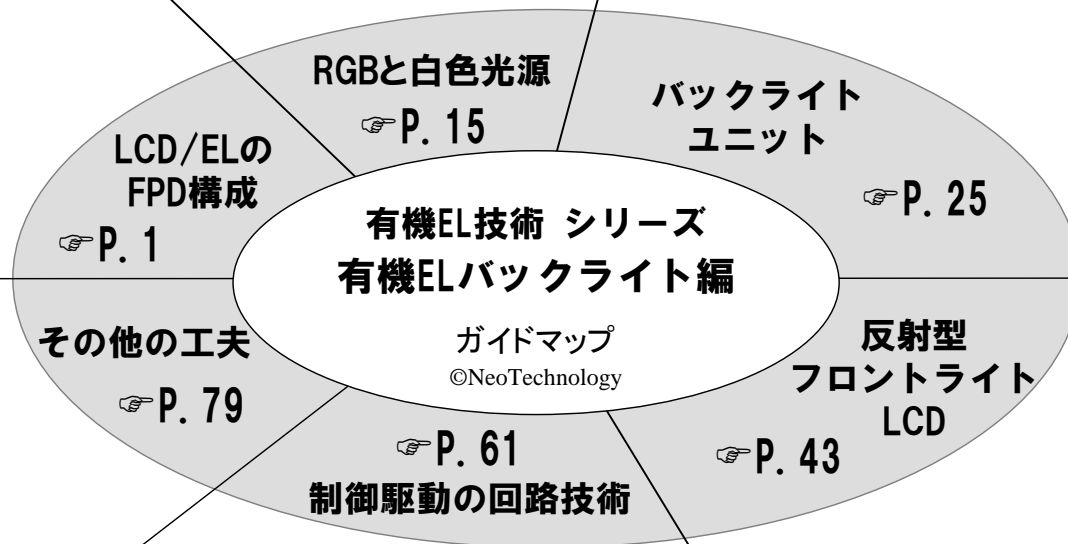 RGBと白色光源
☞P. 15
バックライト
ユニット
☞P. 25
LCD/ELの
FPD構成
☞P. 1
有機EL技術 シリーズ
有機ELバックライト編
ガイドマップ
©NeoTechnology
その他の工夫
☞P. 79
反射型
フロントライト
LCD
☞P. 43
☞P. 61
制御駆動の回路技術